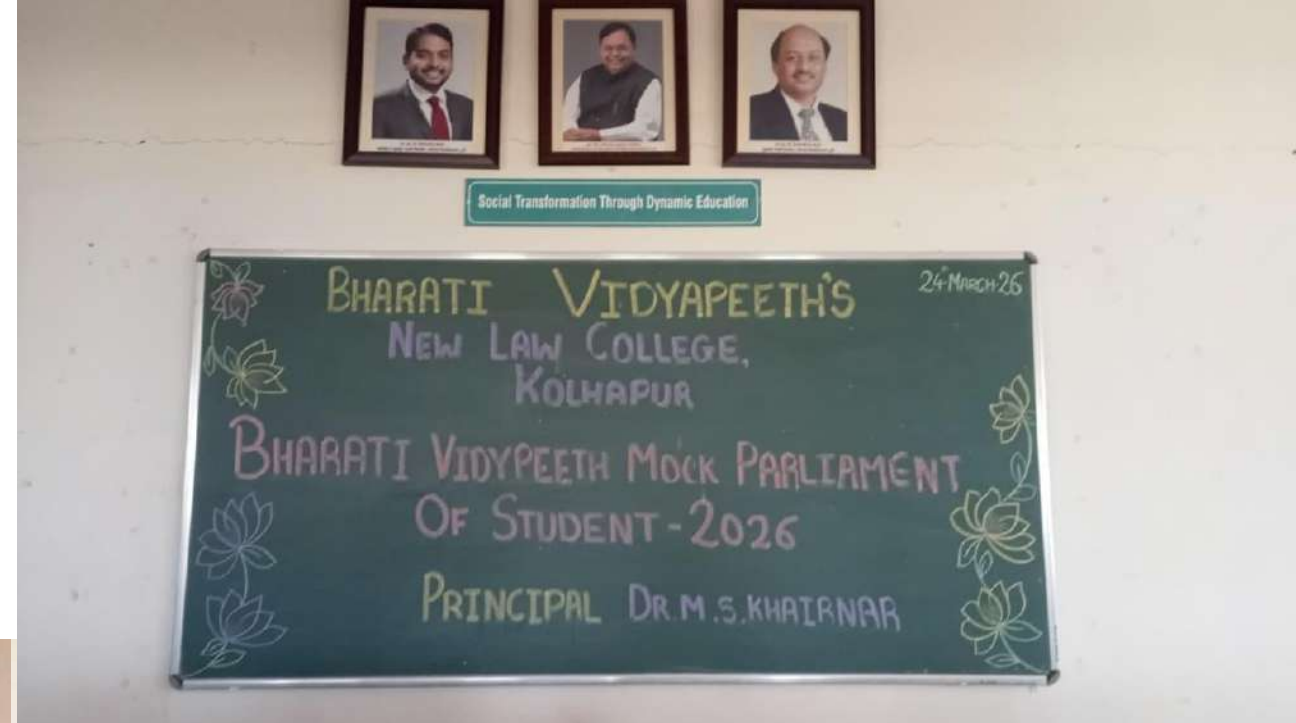 Social Transformation Through Dynamic Education
24th MARCH-26
BHARATI VIDYAPEETH'S
NEW LAW COLLEGE,
KOLHAPUR
BHARATI VIDYPEETH MOCK PARLIAMENT
OF STUDENT-2026
PRINCIPAL DR.M.S.KHAIRNAR